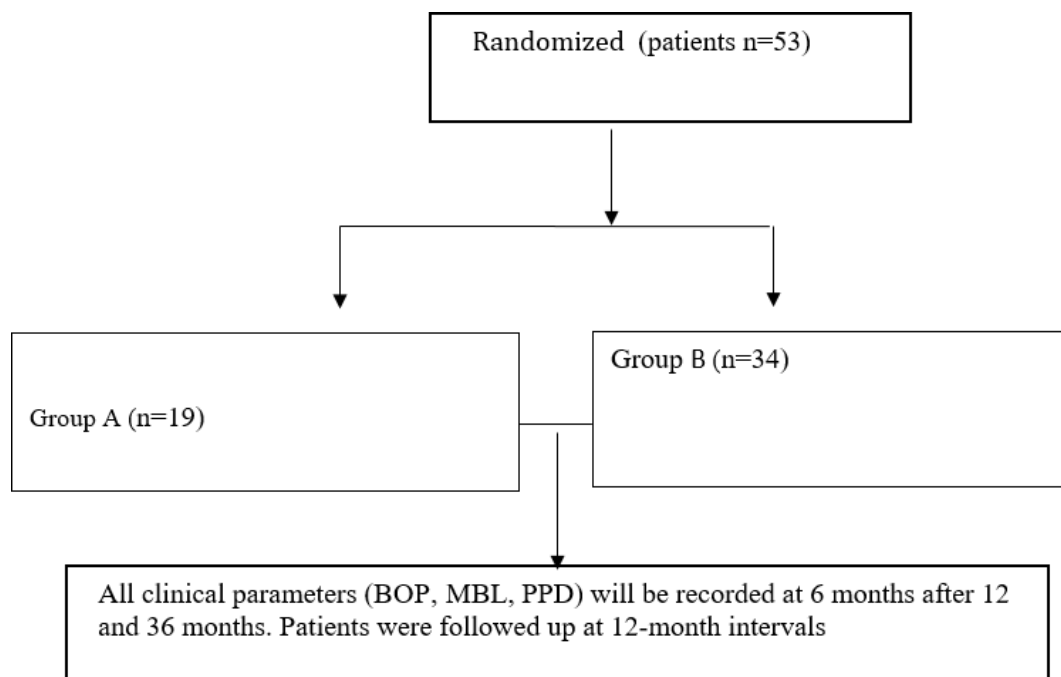 Randomized (patients n=53)
Group A (n=19)
Group B (n=34)
All clinical parameters (BOP, MBL, PPD) will be recorded at 6 months after 12
and 36 months. Patients were followed up at 12-month intervals